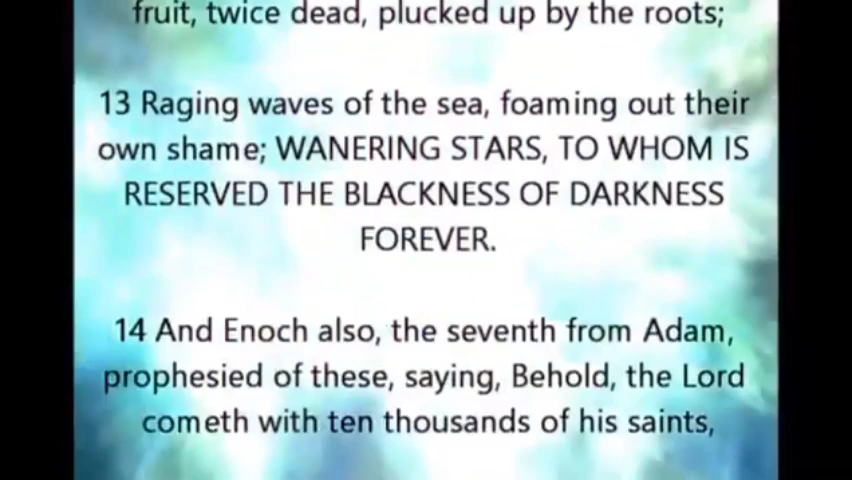 fruit, twice dead, plucked up by the roots;
13 Raging waves of the sea, foaming out their
own shame; WANERING STARS, TO WHOM IS
RESERVED THE BLACKNESS OF DARKNESS
FOREVER.
14 And Enoch also, the seventh from Adam,
prophesied of these, saying, Behold, the Lord
cometh with ten thousands of his saints,